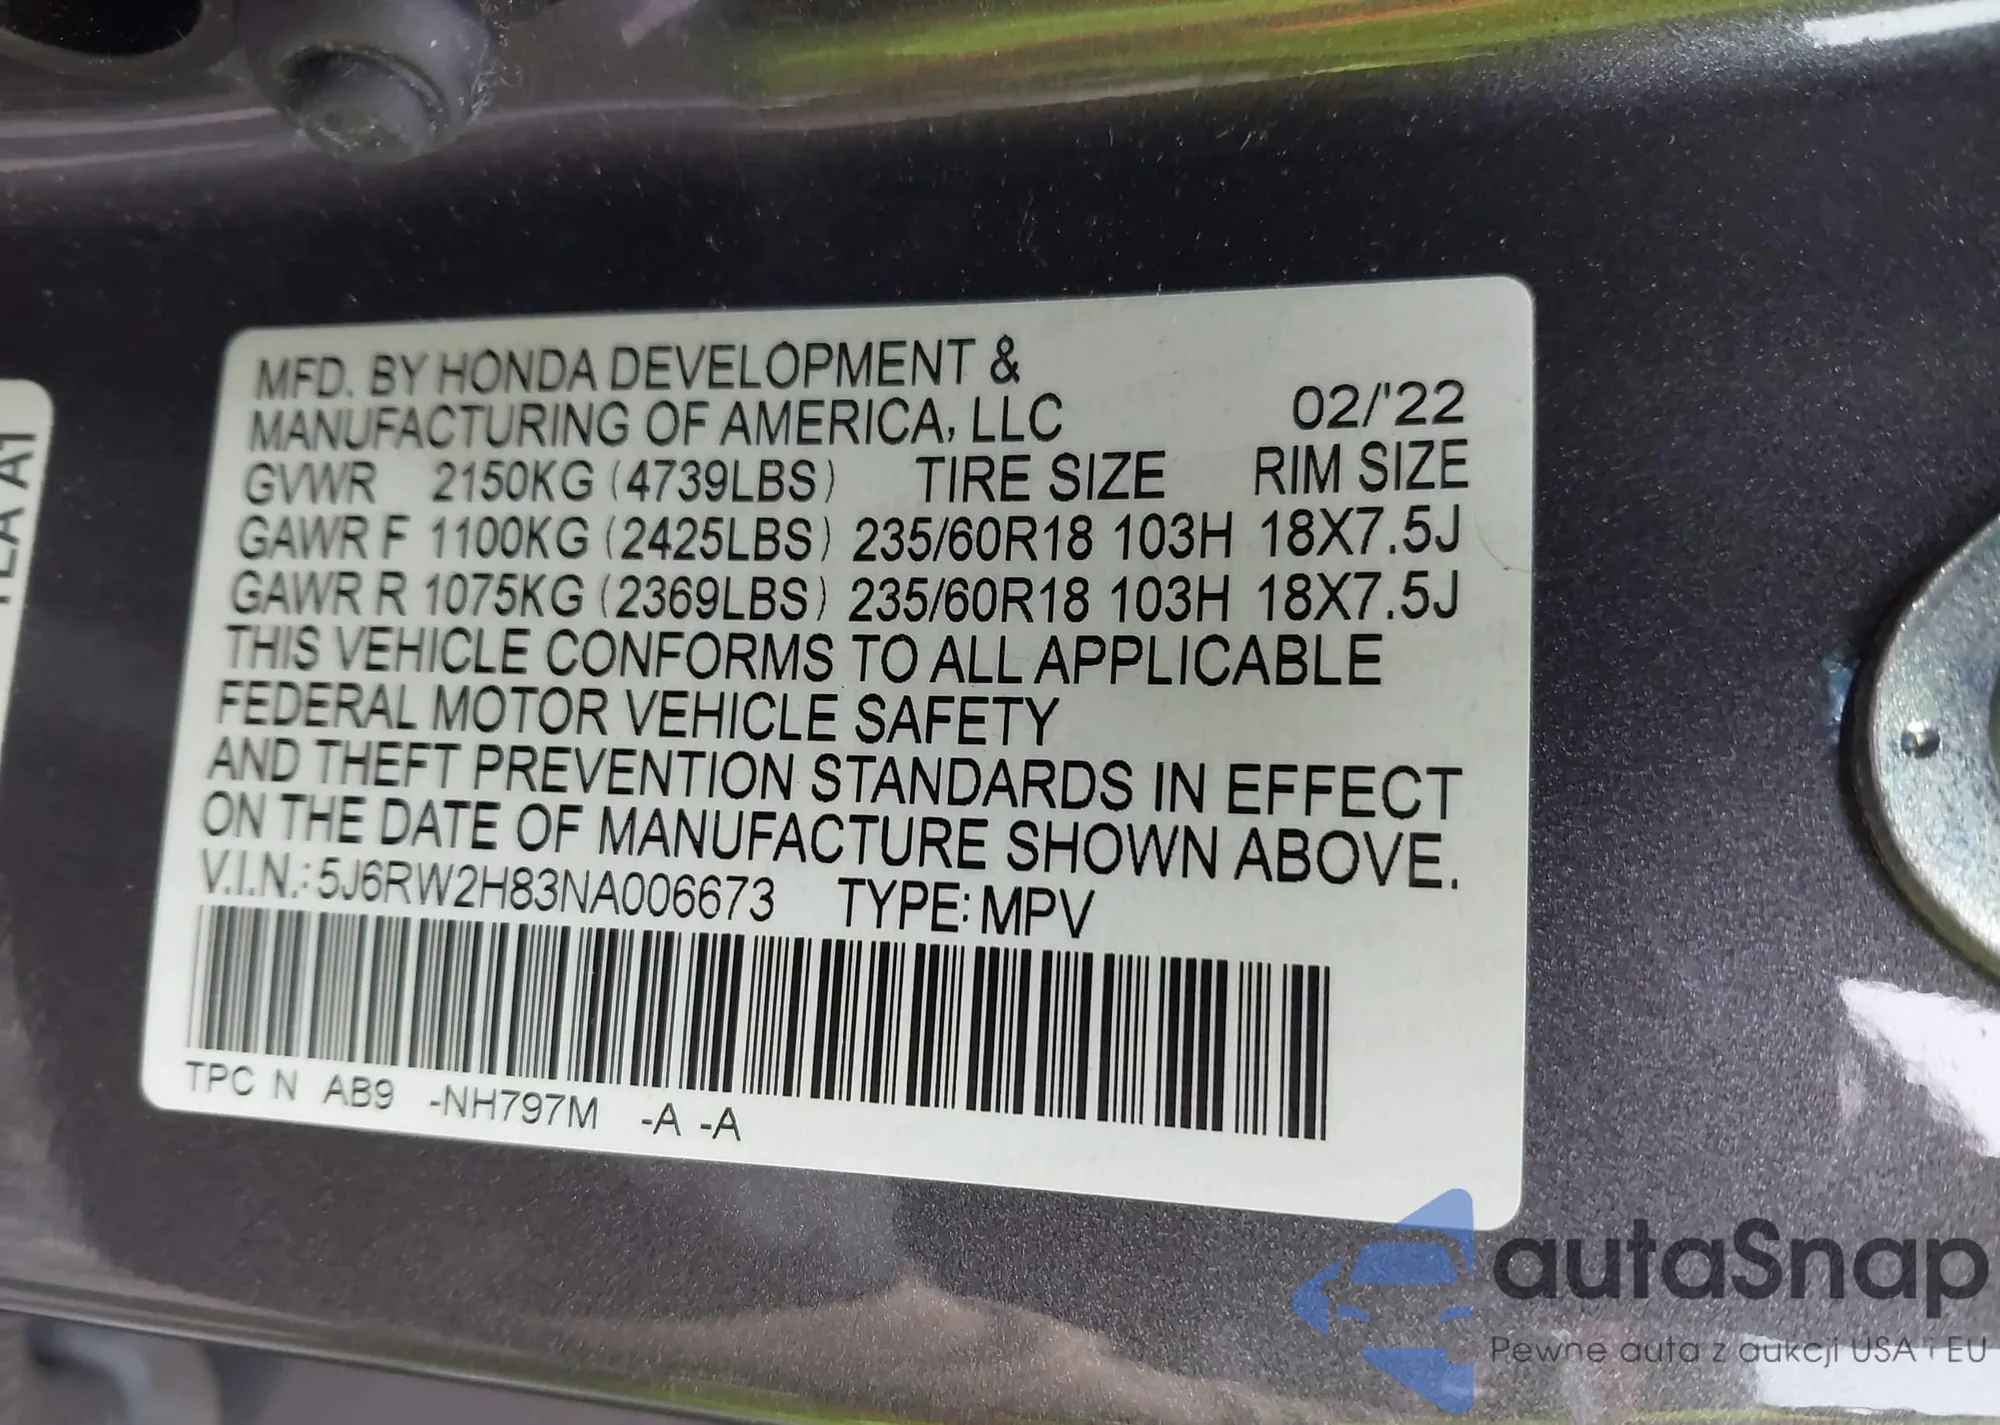 MFD. BY HONDA DEVELOPMENT &
MANUFACTURING OF AMERICA, LLC 02/'22
GVWR 2150KG (4739LBS) TIRE SIZE RIM SIZE
GAWR F 1100KG (2425LBS) 235/60R18 103H 18X7.5J
GAWR R 1075KG (2369LBS) 235/60R18 103H 18X7.5J
THIS VEHICLE CONFORMS TO ALL APPLICABLE
FEDERAL MOTOR VEHICLE SAFETY
AND THEFT PREVENTION STANDARDS IN EFFECT
ON THE DATE OF MANUFACTURE SHOWN ABOVE.
V.I.N.: 5J6RW2H83NA006673 TYPE: MPV
TPC N AB9 -NH797M -A -A
A1
autaSnap
Pewne auta z aukcji USA i EU